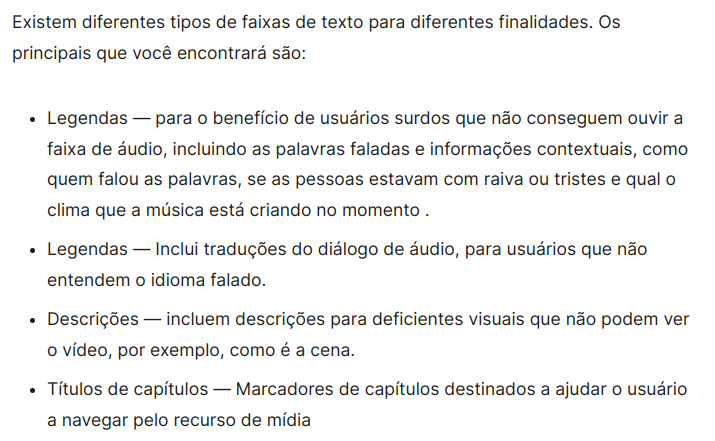 Existem diferentes tipos de faixas de texto para diferentes finalidades. Os
principais que você encontrará são:
• Legendas — para o benefício de usuários surdos que não conseguem ouvir a
faixa de áudio, incluindo as palavras faladas e informações contextuais, como
quem falou as palavras, se as pessoas estavam com raiva ou tristes e qual o
clima que a música está criando no momento .
• Legendas — Inclui traduções do diálogo de áudio, para usuários que não
entendem o idioma falado.
• Descrições — incluem descrições para deficientes visuais que não podem ver
o vídeo, por exemplo, como é a cena.
• Títulos de capítulos — Marcadores de capítulos destinados a ajudar o usuário
a navegar pelo recurso de mídia